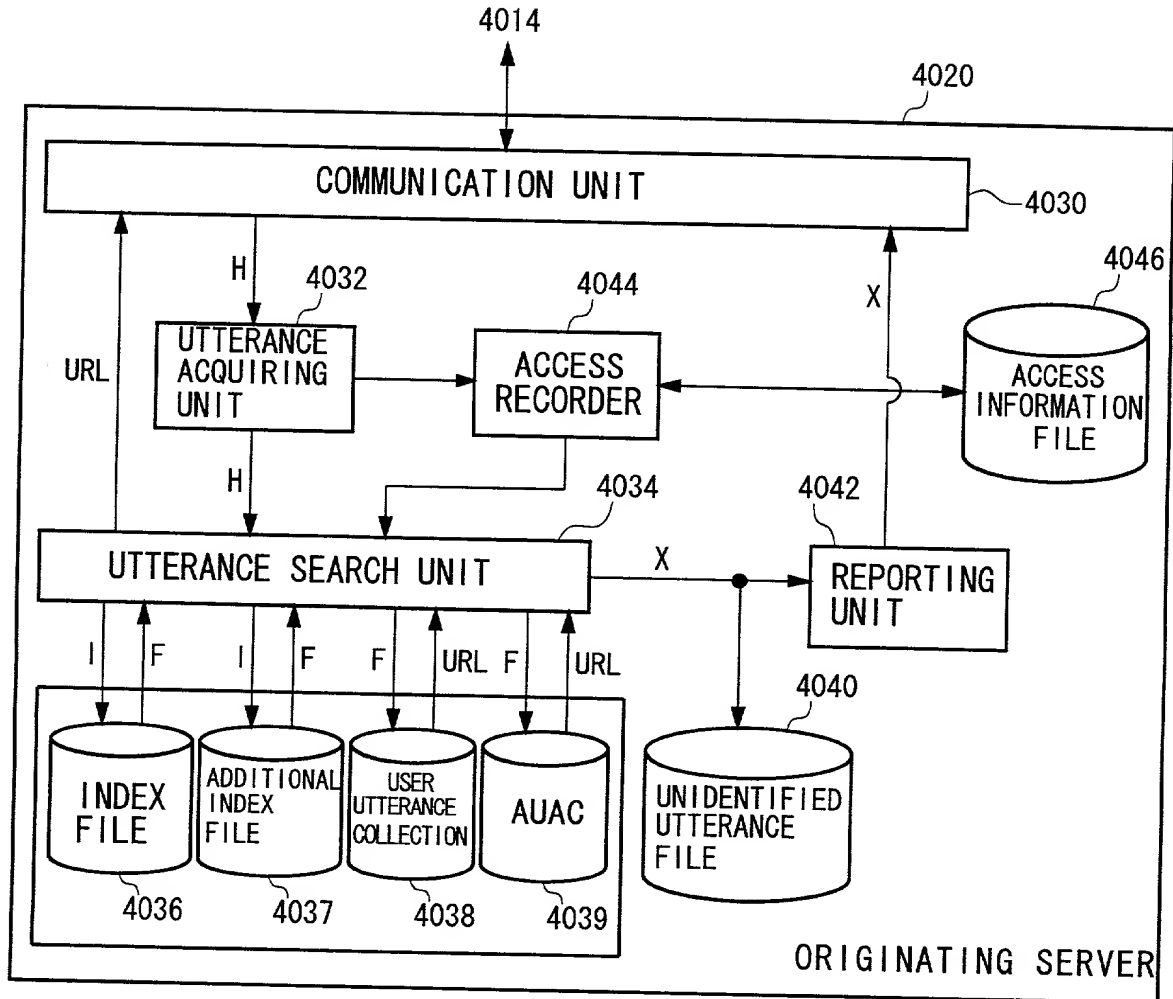 4014
4020
COMMUNICATION UNIT
4030
H
4032
4044
X
4046
URL
UTTERANCE
ACQUIRING
UNIT
ACCESS
RECORDER
ACCESS
INFORMATION
FILE
H
4034
4042
UTTERANCE SEARCH UNIT
X
REPORTING
UNIT
I
F
I
F
F
URL
F
URL
4040
INDEX
FILE
ADDITIONAL
INDEX
FILE
USER
UTTERANCE
COLLECTION
AUAC
UNIDENTIFIED
UTTERANCE
FILE
4036
4037
4038
4039
ORIGINATING SERVER